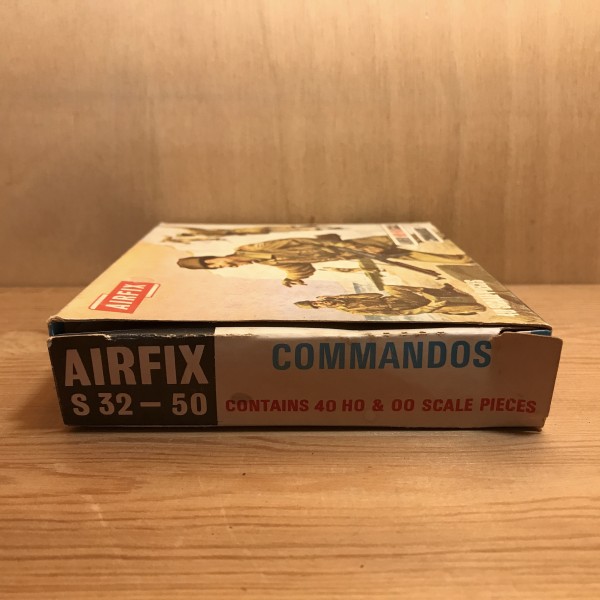 AIRFIX
AIRFIX
S 32-50
COMMANDOS
CONTAINS 40 HO & OO SCALE PIECES